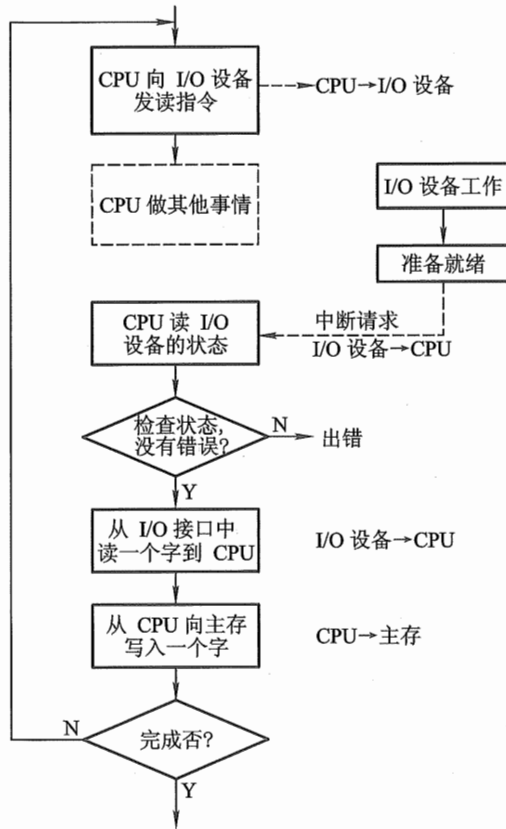 CPU 向 I/O 设备
发读指令
CPU→I/O 设备
CPU 做其他事情
I/O 设备工作
准备就绪
中断请求
I/O 设备→CPU
CPU 读 I/O
设备的状态
检查状态,
没有错误?
N
出错
Y
从 I/O 接口中
读一个字到 CPU
I/O 设备→CPU
从 CPU 向主存
写入一个字
CPU→主存
完成否?
N
Y